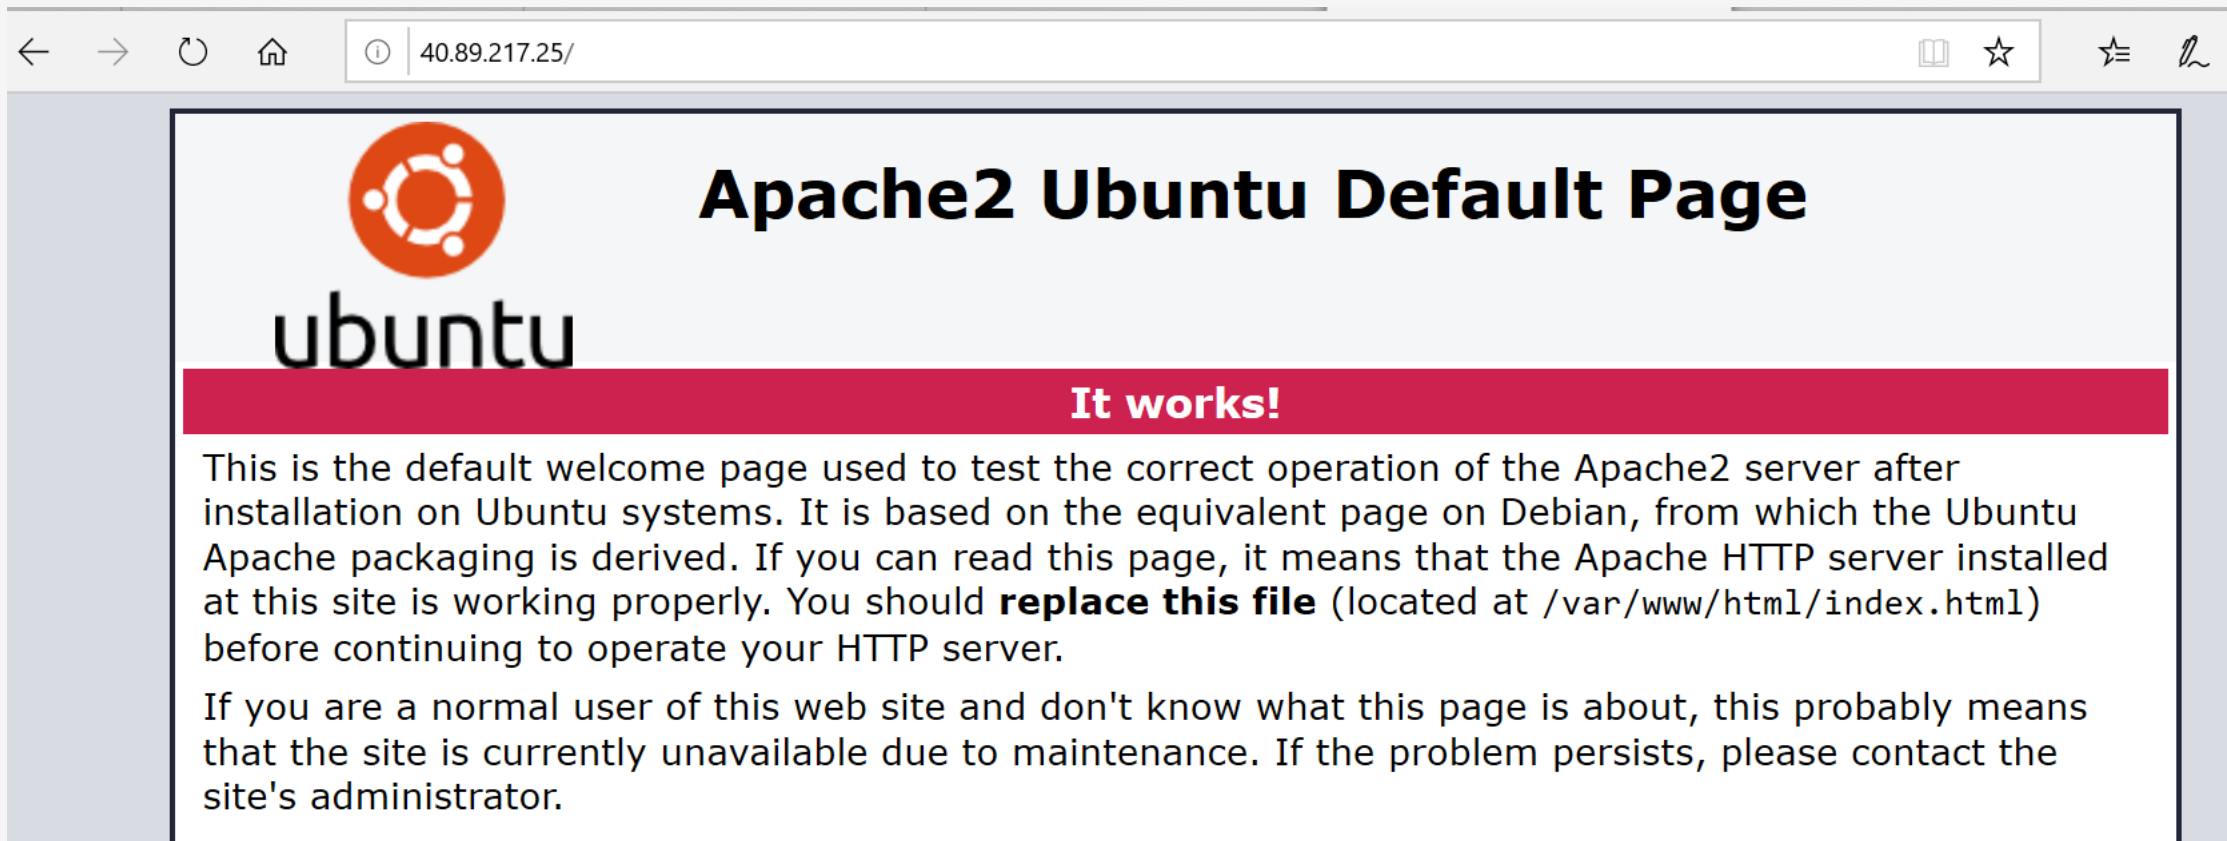 40.89.217.25/
Apache2 Ubuntu Default Page
ubuntu
It works!
This is the default welcome page used to test the correct operation of the Apache2 server after
installation on Ubuntu systems. It is based on the equivalent page on Debian, from which the Ubuntu
Apache packaging is derived. If you can read this page, it means that the Apache HTTP server installed
at this site is working properly. You should replace this file (located at /var/www/html/index.html)
before continuing to operate your HTTP server.
If you are a normal user of this web site and don't know what this page is about, this probably means
that the site is currently unavailable due to maintenance. If the problem persists, please contact the
site's administrator.